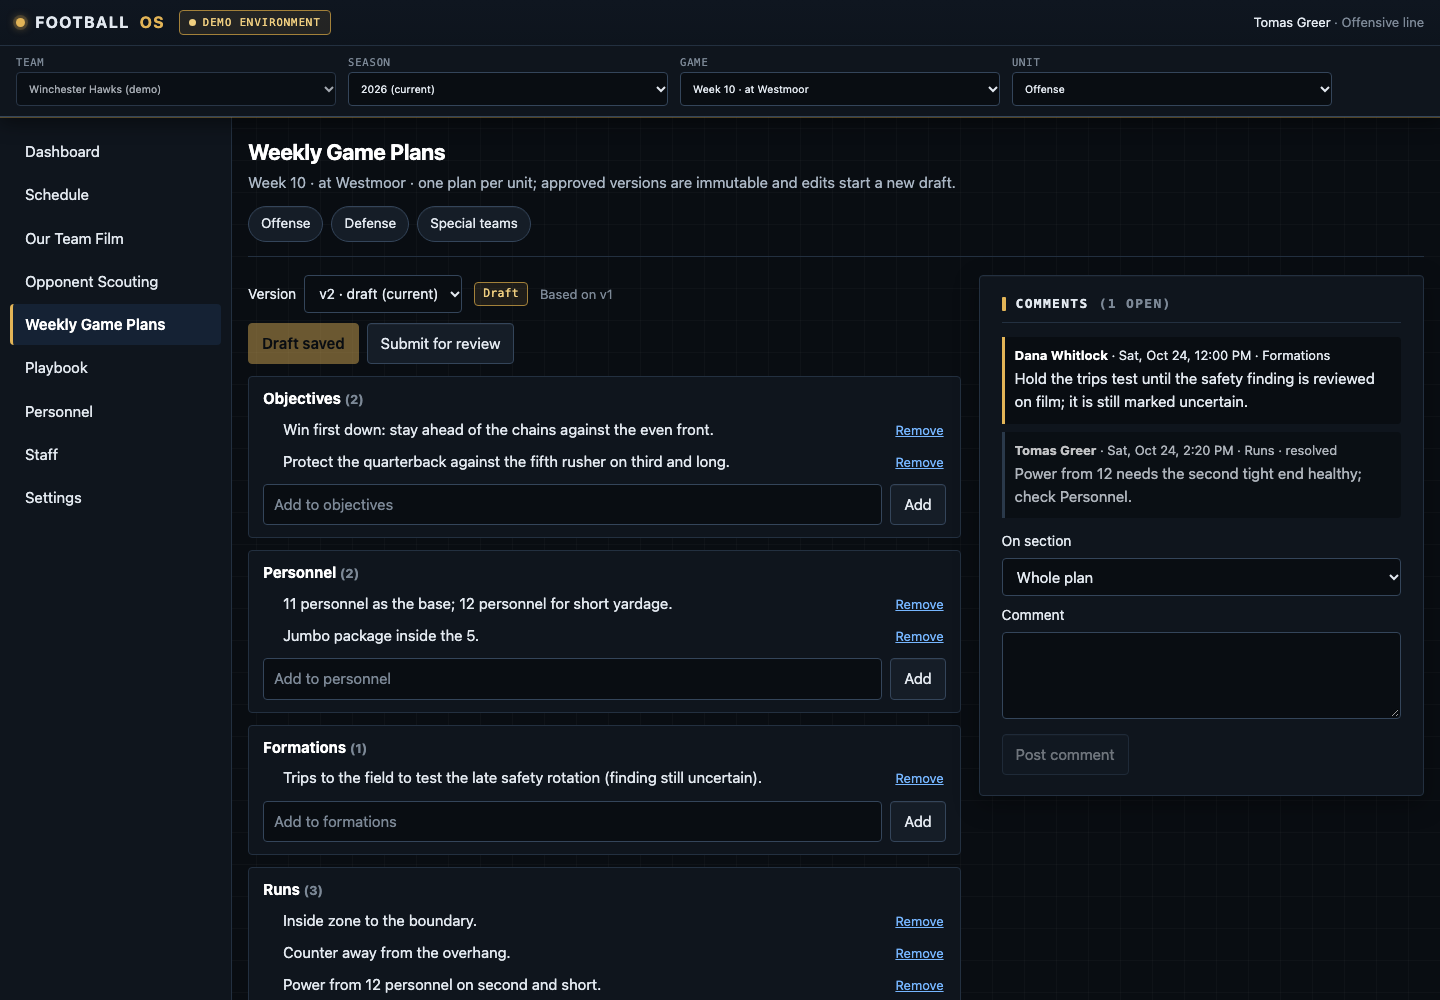 FOOTBALL OS
DEMO ENVIRONMENT
Tomas Greer · Offensive line
TEAM
Winchester Hawks (demo)
SEASON
2026 (current)
GAME
Week 10 · at Westmoor
UNIT
Offense
Dashboard
Schedule
Our Team Film
Opponent Scouting
Weekly Game Plans
Playbook
Personnel
Staff
Settings
Weekly Game Plans
Week 10 · at Westmoor · one plan per unit; approved versions are immutable and edits start a new draft.
Offense
Defense
Special teams
Version
v2 · draft (current)
Draft
Based on v1
Draft saved
Submit for review
Objectives (2)
Win first down: stay ahead of the chains against the even front.
Remove
Protect the quarterback against the fifth rusher on third and long.
Remove
Add to objectives
Add
Personnel (2)
11 personnel as the base; 12 personnel for short yardage.
Remove
Jumbo package inside the 5.
Remove
Add to personnel
Add
Formations (1)
Trips to the field to test the late safety rotation (finding still uncertain).
Remove
Add to formations
Add
Runs (3)
Inside zone to the boundary.
Remove
Counter away from the overhang.
Remove
Power from 12 personnel on second and short.
Remove
COMMENTS (1 OPEN)
Dana Whitlock · Sat, Oct 24, 12:00 PM · Formations
Hold the trips test until the safety finding is reviewed
on film; it is still marked uncertain.
Tomas Greer · Sat, Oct 24, 2:20 PM · Runs · resolved
Power from 12 needs the second tight end healthy;
check Personnel.
On section
Whole plan
Comment
Post comment